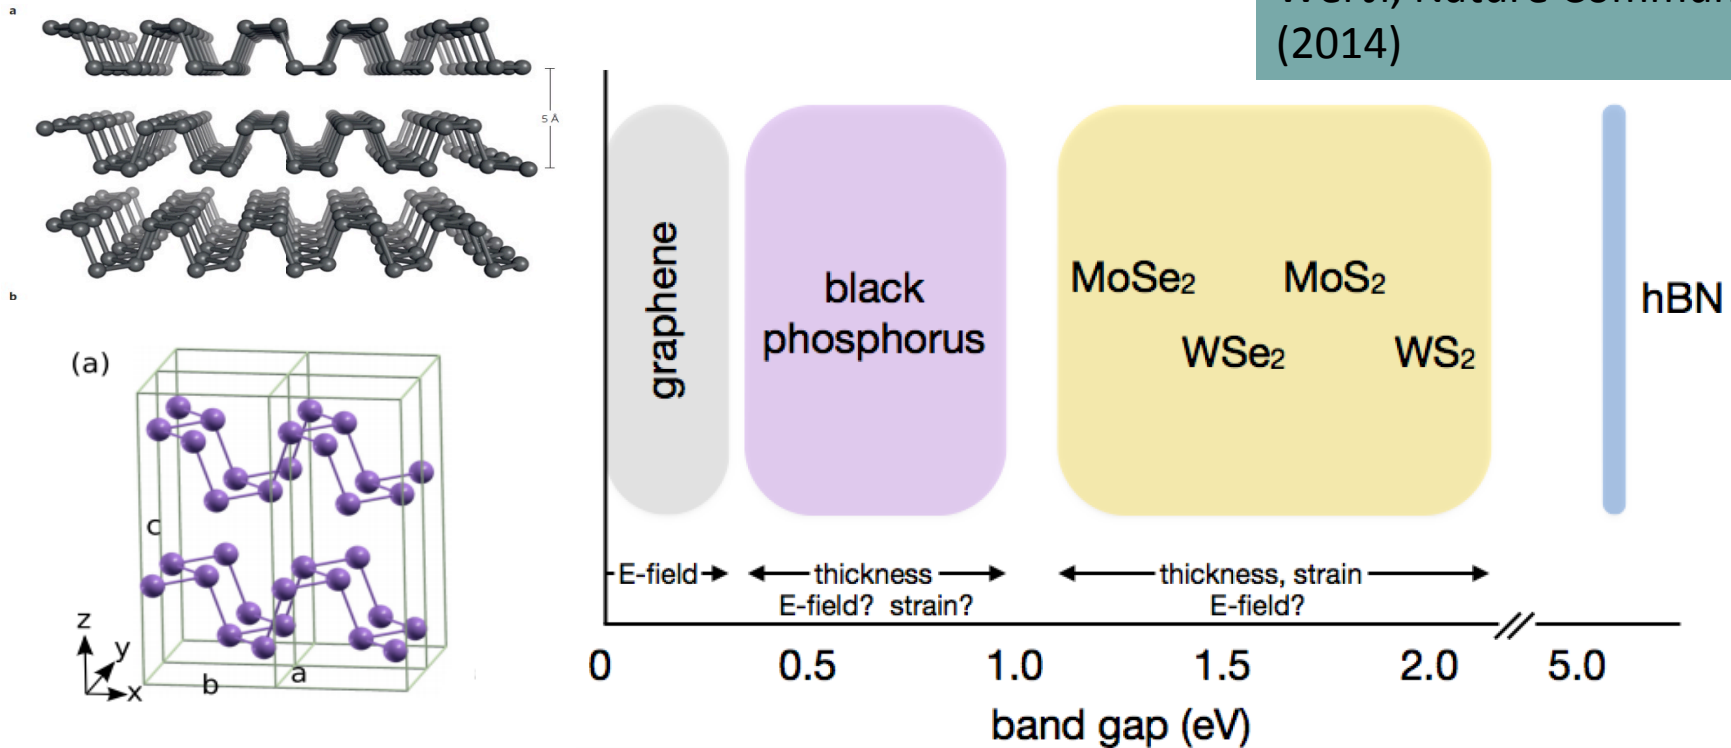 (2014)
a
5 Å
b
(a)
c
z
y
x
b
a
graphene
black
phosphorus
MoSe₂
MoS₂
WSe₂
WS₂
hBN
E-field
thickness
E-field? strain?
thickness, strain
E-field?
0 0.5 1.0 1.5 2.0 5.0
band gap (eV)